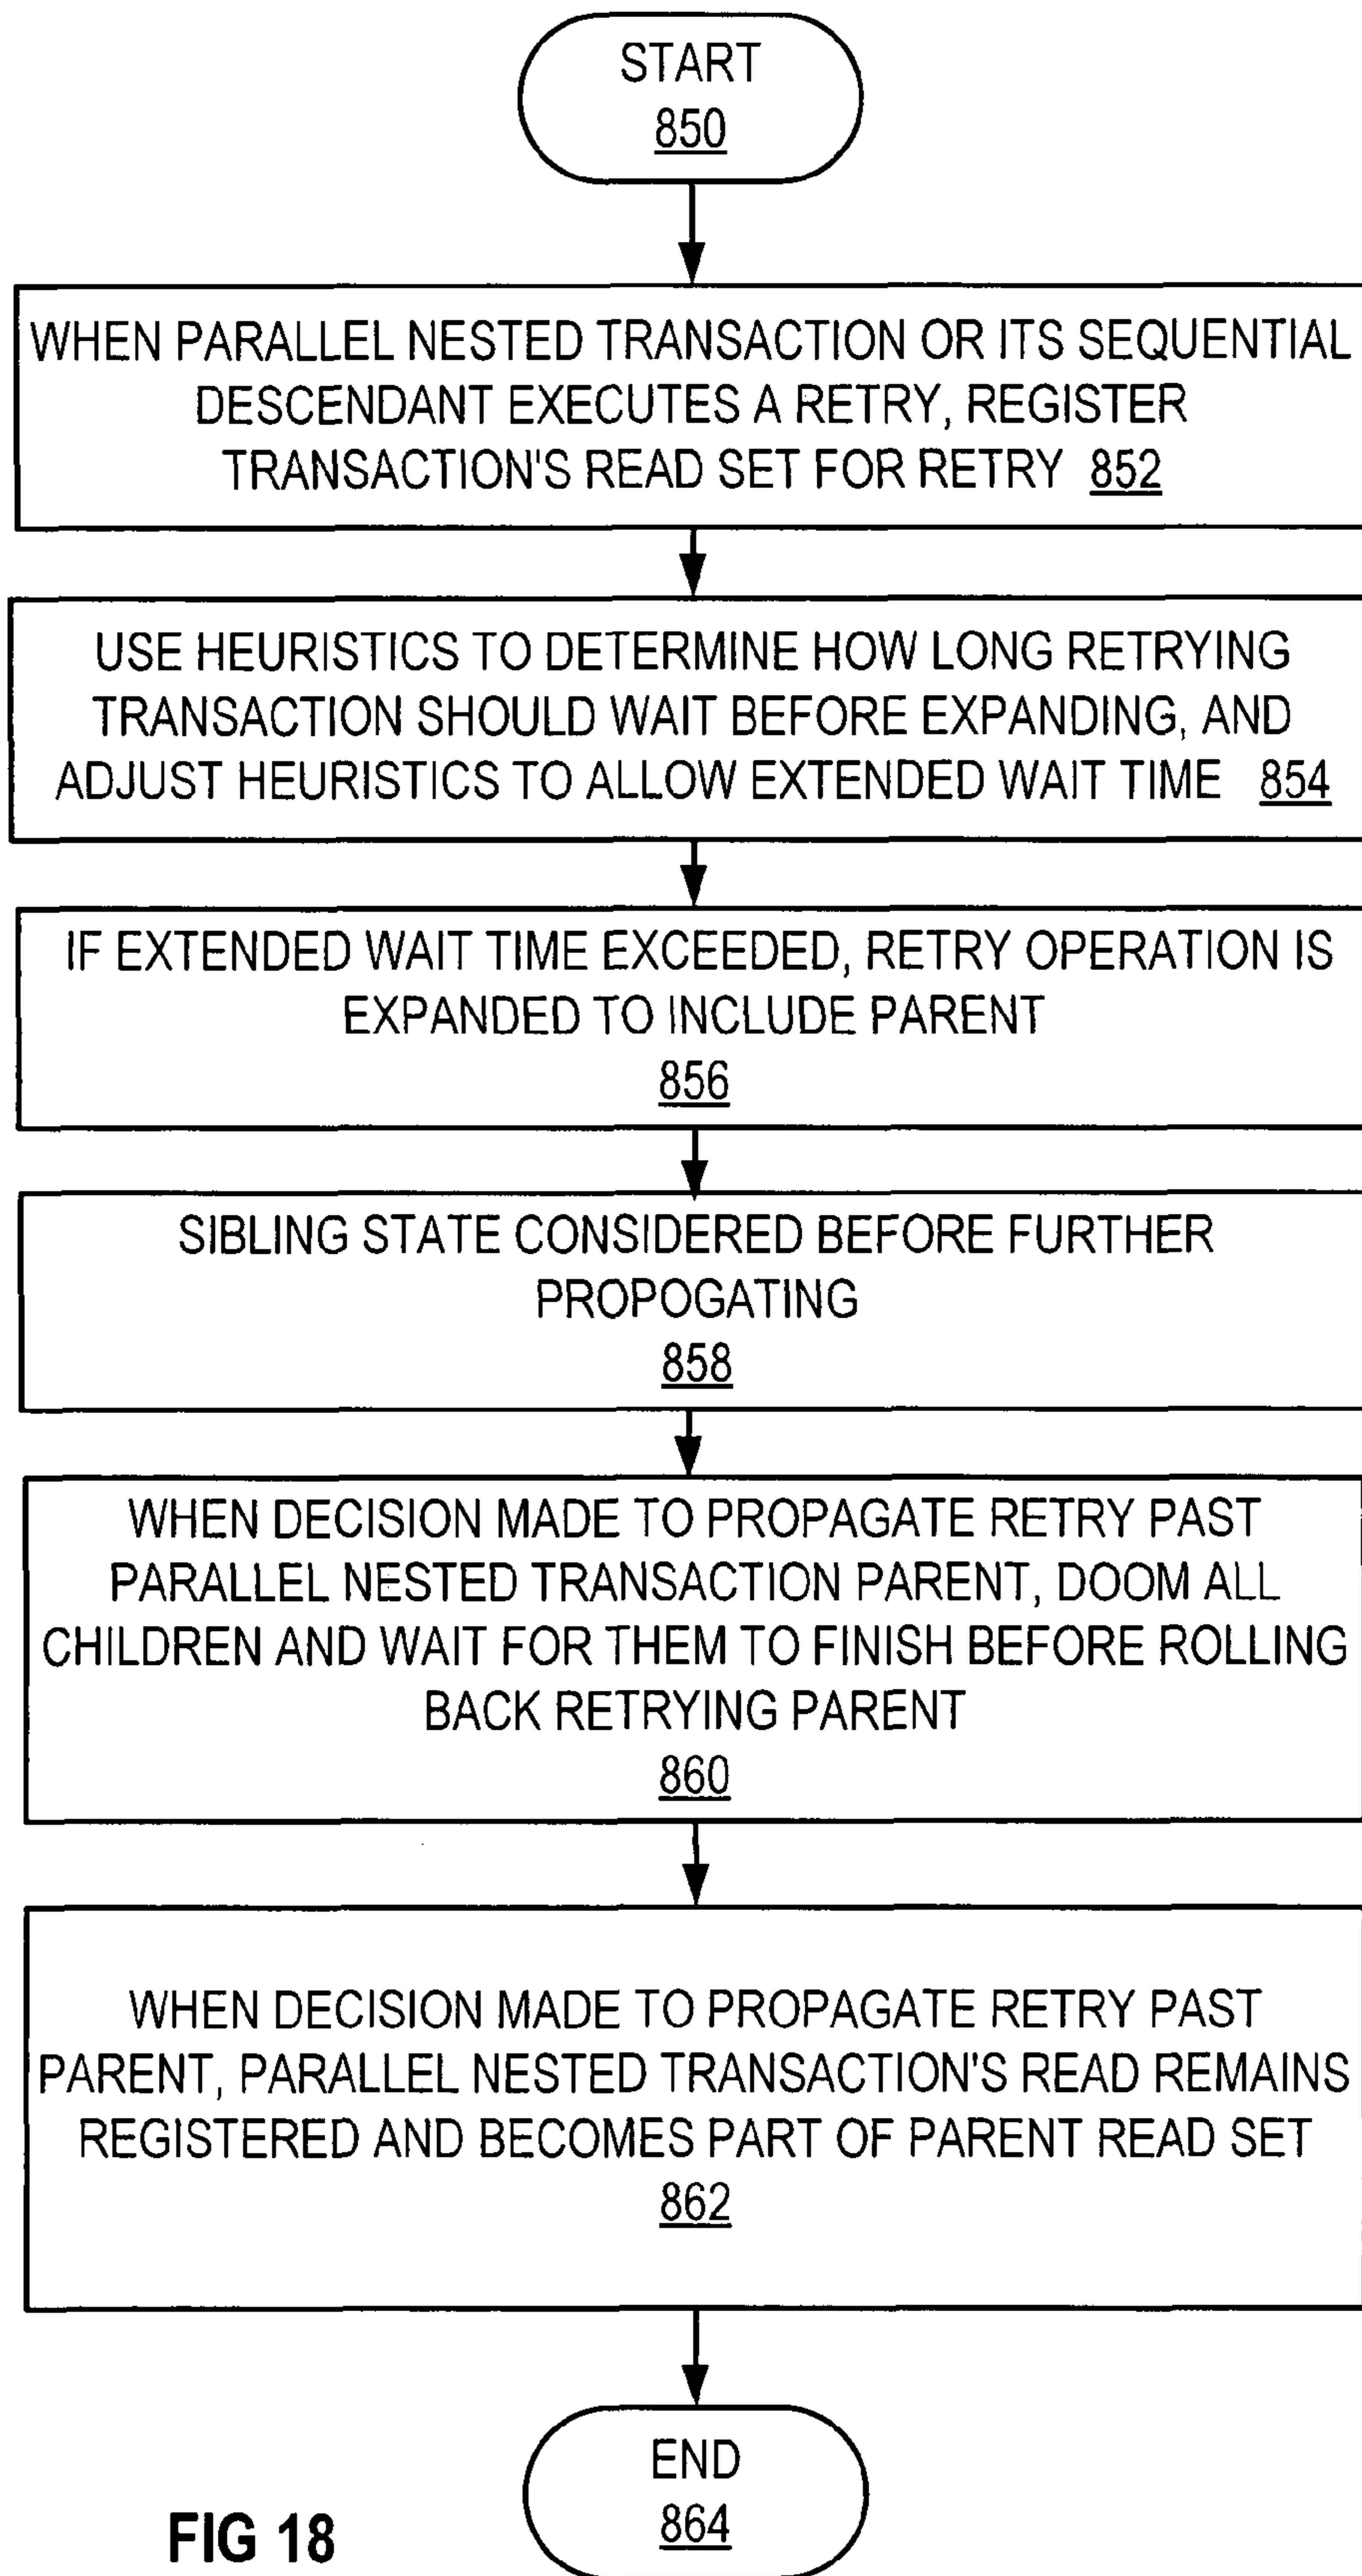 START
850
WHEN PARALLEL NESTED TRANSACTION OR ITS SEQUENTIAL
DESCENDANT EXECUTES A RETRY, REGISTER
TRANSACTION'S READ SET FOR RETRY 852
USE HEURISTICS TO DETERMINE HOW LONG RETRYING
TRANSACTION SHOULD WAIT BEFORE EXPANDING, AND
ADJUST HEURISTICS TO ALLOW EXTENDED WAIT TIME 854
IF EXTENDED WAIT TIME EXCEEDED, RETRY OPERATION IS
EXPANDED TO INCLUDE PARENT
856
SIBLING STATE CONSIDERED BEFORE FURTHER
PROPOGATING
858
WHEN DECISION MADE TO PROPAGATE RETRY PAST
PARALLEL NESTED TRANSACTION PARENT, DOOM ALL
CHILDREN AND WAIT FOR THEM TO FINISH BEFORE ROLLING
BACK RETRYING PARENT
860
WHEN DECISION MADE TO PROPAGATE RETRY PAST
PARENT, PARALLEL NESTED TRANSACTION'S READ REMAINS
REGISTERED AND BECOMES PART OF PARENT READ SET
862
END
864
FIG 18